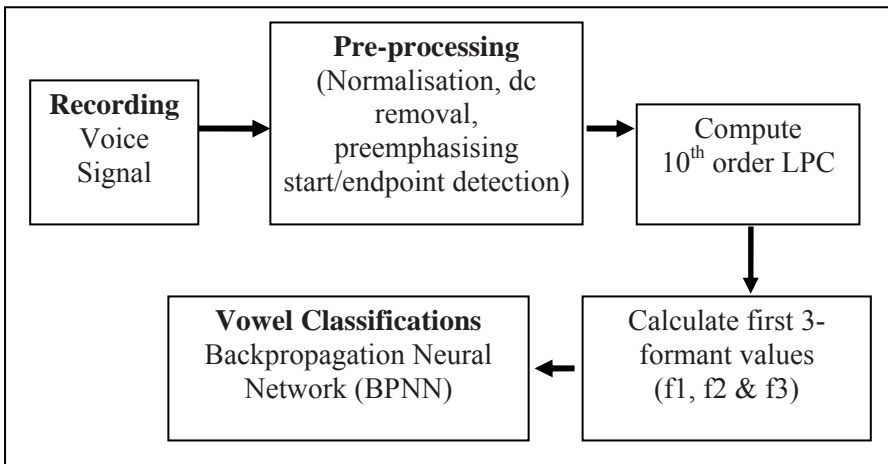 Recording
Voice
Signal
Pre-processing
(Normalisation, dc
removal,
preemphasising
start/endpoint detection)
Compute
10th order LPC
Calculate first 3-
formant values
(f1, f2 & f3)
Vowel Classifications
Backpropagation Neural
Network (BPNN)